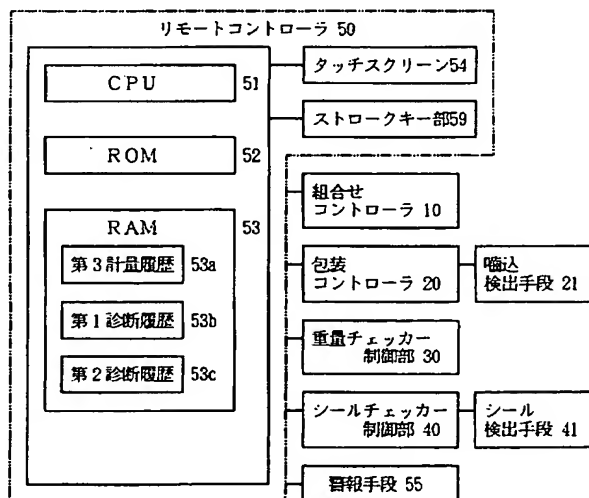 リモートコントローラ 50
CPU 51
ROM 52
RAM 53
第3計量履歴 53a
第1診断履歴 53b
第2診断履歴 53c
タッチスクリーン54
ストロークキー部59
組合せ
コントローラ 10
包装
コントローラ 20
噛込
検出手段 21
重量チェッカー
制御部 30
シールチェッカー
制御部 40
シール
検出手段 41
警報手段 55